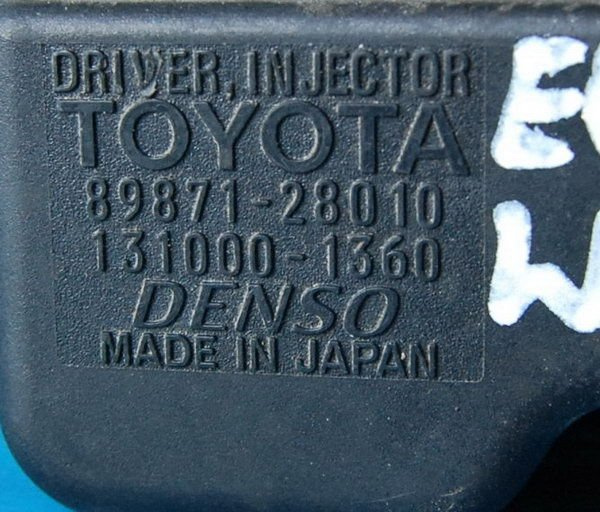 DRIVER, INJECTOR
TOYOTA
89871-28010
131000-1360
DENSO
MADE IN JAPAN